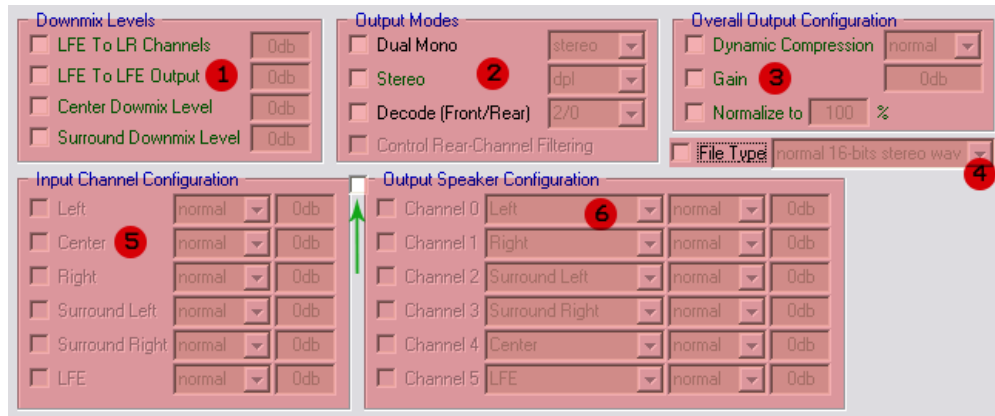 Downmix Levels
LFE To LR Channels 0db
LFE To LFE Output 1 0db
Center Dowmix Level 0db
Surround Downmix Level 0db
Output Modes
Dual Mono stereo
Stereo 2 dpl
Decode (Front/Rear) 2/0
Control Rear-Channel Filtering
Overall Output Configuration
Dynamic Compression normal
Gain 3 0db
Normalize to 100 %
File Type normal 16-bits stereo wav 4
Input Channel Configuration
Left normal 0db
Center 5 normal 0db
Right normal 0db
Surround Left normal 0db
Surround Right normal 0db
LFE normal 0db
Output Speaker Configuration
Channel 0 Left 6 normal 0db
Channel 1 Right normal 0db
Channel 2 Surround Left normal 0db
Channel 3 Surround Right normal 0db
Channel 4 Center normal 0db
Channel 5 LFE normal 0db